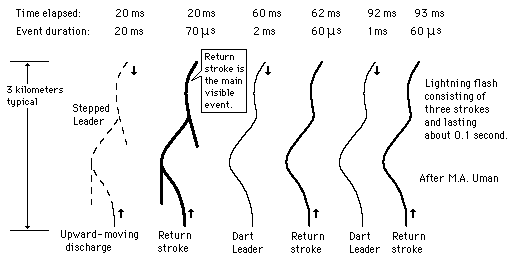 Time elapsed: 20 ms 20 ms 60 ms 62 ms 92 ms 93 ms
Event duration: 20 ms 70 μs 2 ms 60 μs 1ms 60 μs
Return
stroke is
the main
visible
event.
3 kilometers
typical
Stepped
Leader
Lightning flash
consisting of
three strokes
and lasting
about 0.1 second.
After M.A. Uman
Upward-moving
discharge
Return
stroke
Dart
Leader
Return
stroke
Dart
Leader
Return
stroke